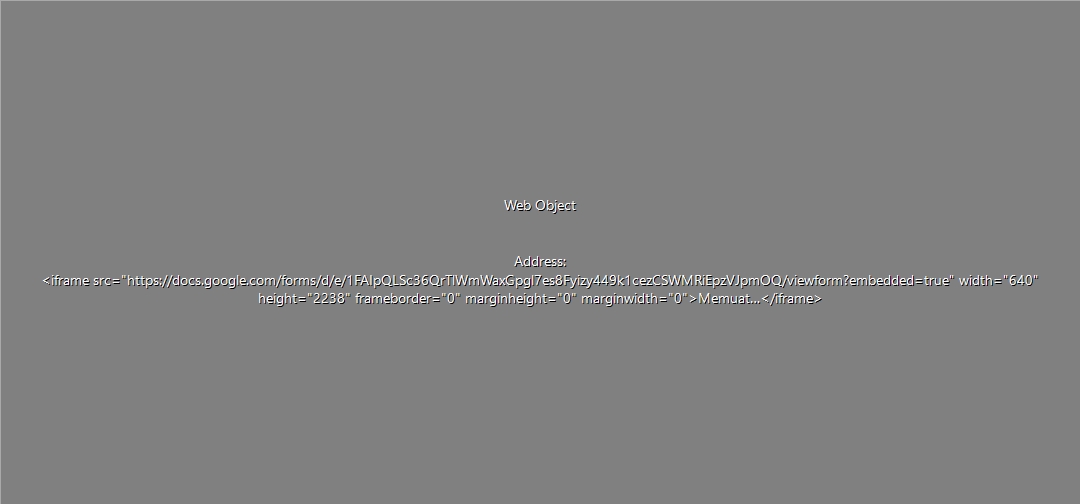 Web Object
Address:
<iframe src="https://docs.google.com/forms/d/e/1FAIpQLSc36QrTlWmWaxGpgI7es8Fyizy449k1cezCSWMRiEpzVJpmOQ/viewform?embedded=true" width="640"
height="2238" frameborder="0" marginheight="0" marginwidth="0">Memuat...</iframe>